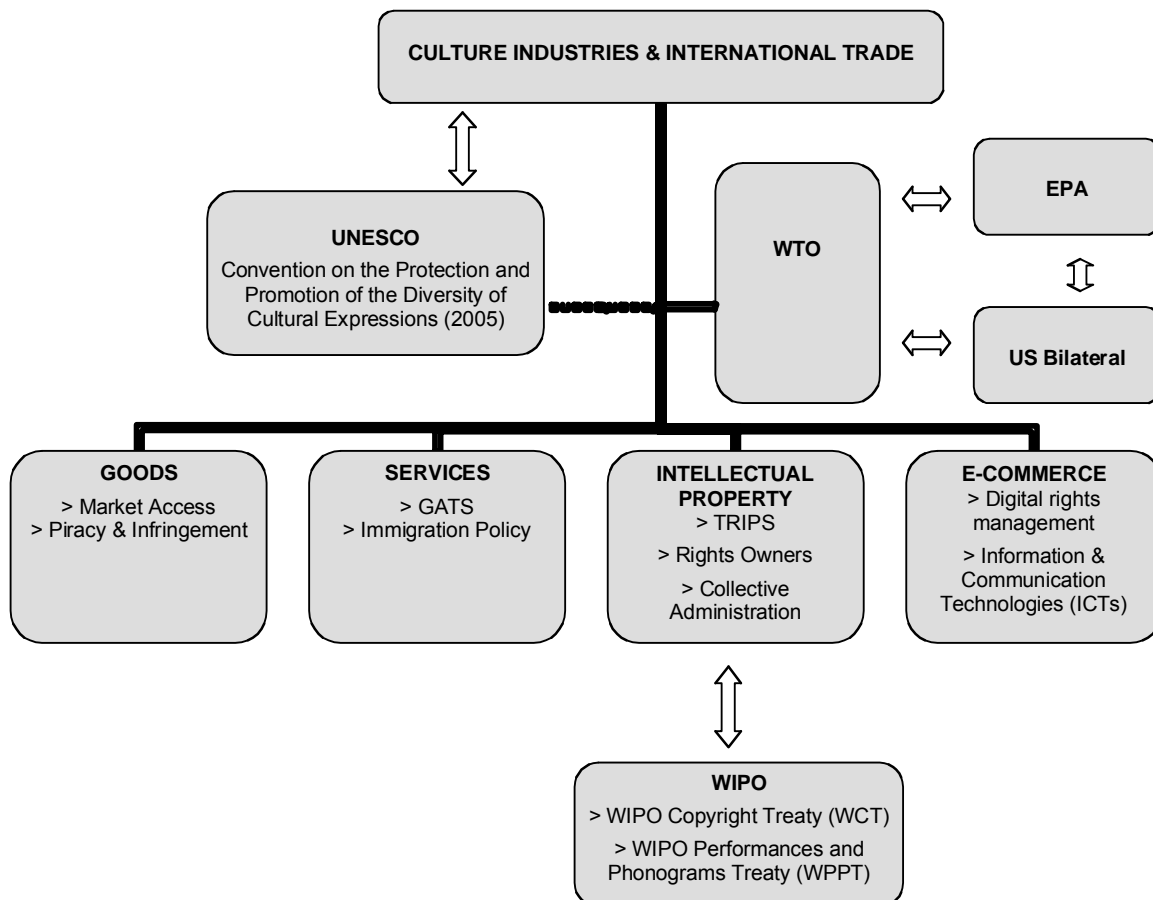 CULTURE INDUSTRIES & INTERNATIONAL TRADE
UNESCO
Convention on the Protection and
Promotion of the Diversity of
Cultural Expressions (2005)
WTO
EPA
US Bilateral
GOODS
> Market Access
> Piracy & Infringement
SERVICES
> GATS
> Immigration Policy
INTELLECTUAL
PROPERTY
> TRIPS
> Rights Owners
> Collective
Administration
E-COMMERCE
> Digital rights
management
> Information &
Communication
Technologies (ICTs)
WIPO
> WIPO Copyright Treaty (WCT)
> WIPO Performances and
Phonograms Treaty (WPPT)